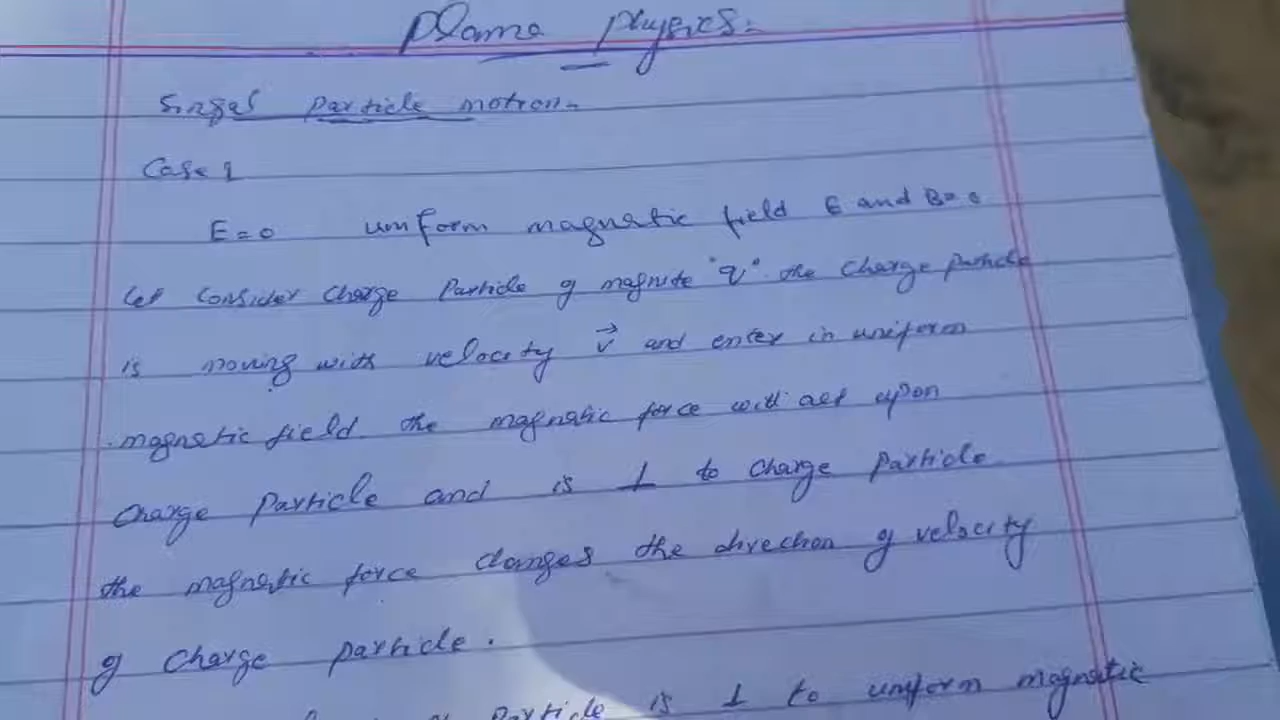 Plama physics:
Singal particle motion.
Case 1
E=0 uniform magnetic field E and B=0
let consider charge particle of magnite "q". the charge particle
is moving with velocity v⃗ and enter in uniform
magnetic field. the magnetic force will act upon
charge particle and is ⊥ to charge particle
the magnetic force changes the direction of velocity
of charge particle.
particle is ⊥ to uniform magnetic